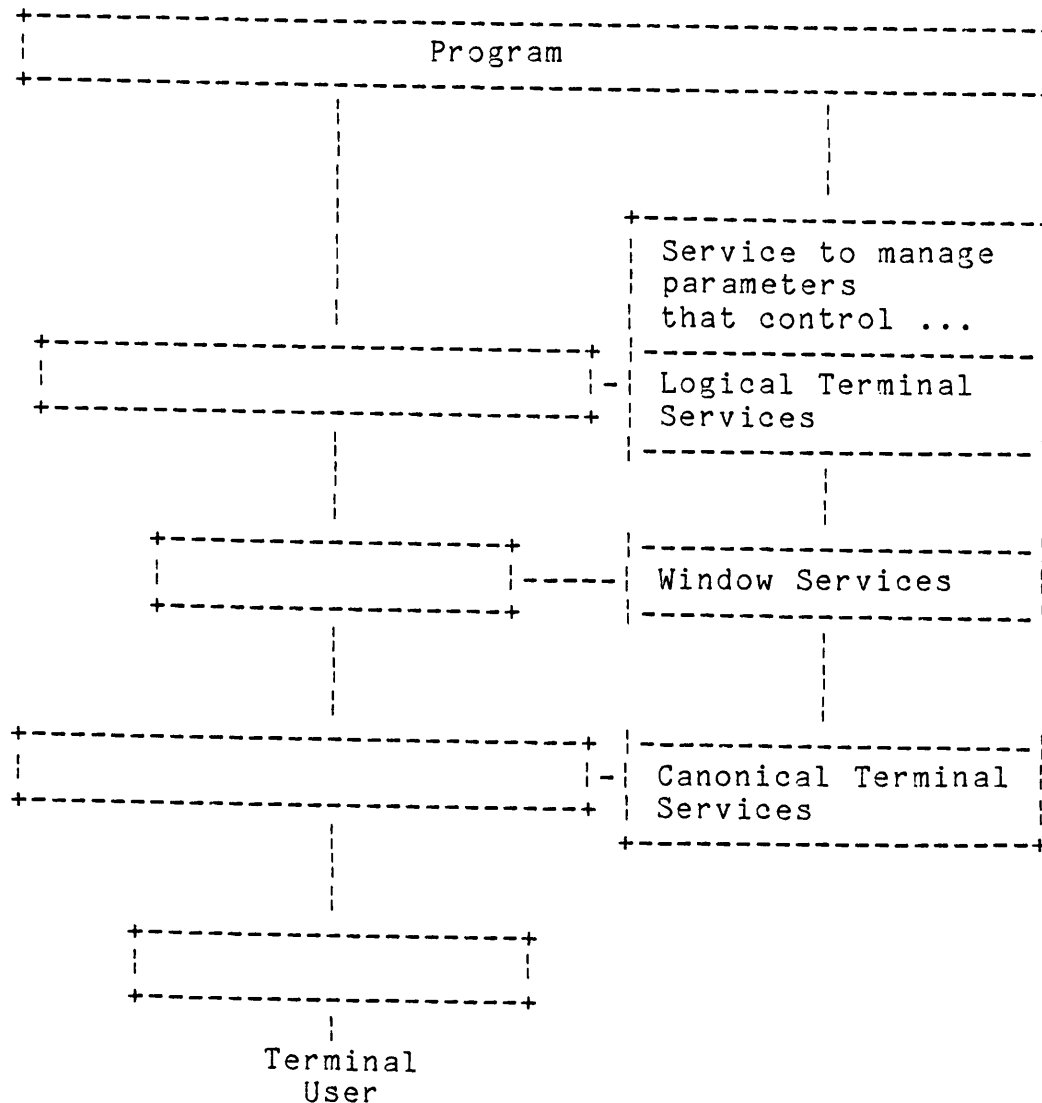 Program
Service to manage
parameters
that control ...
Logical Terminal
Services
Window Services
Canonical Terminal
Services
Terminal
User